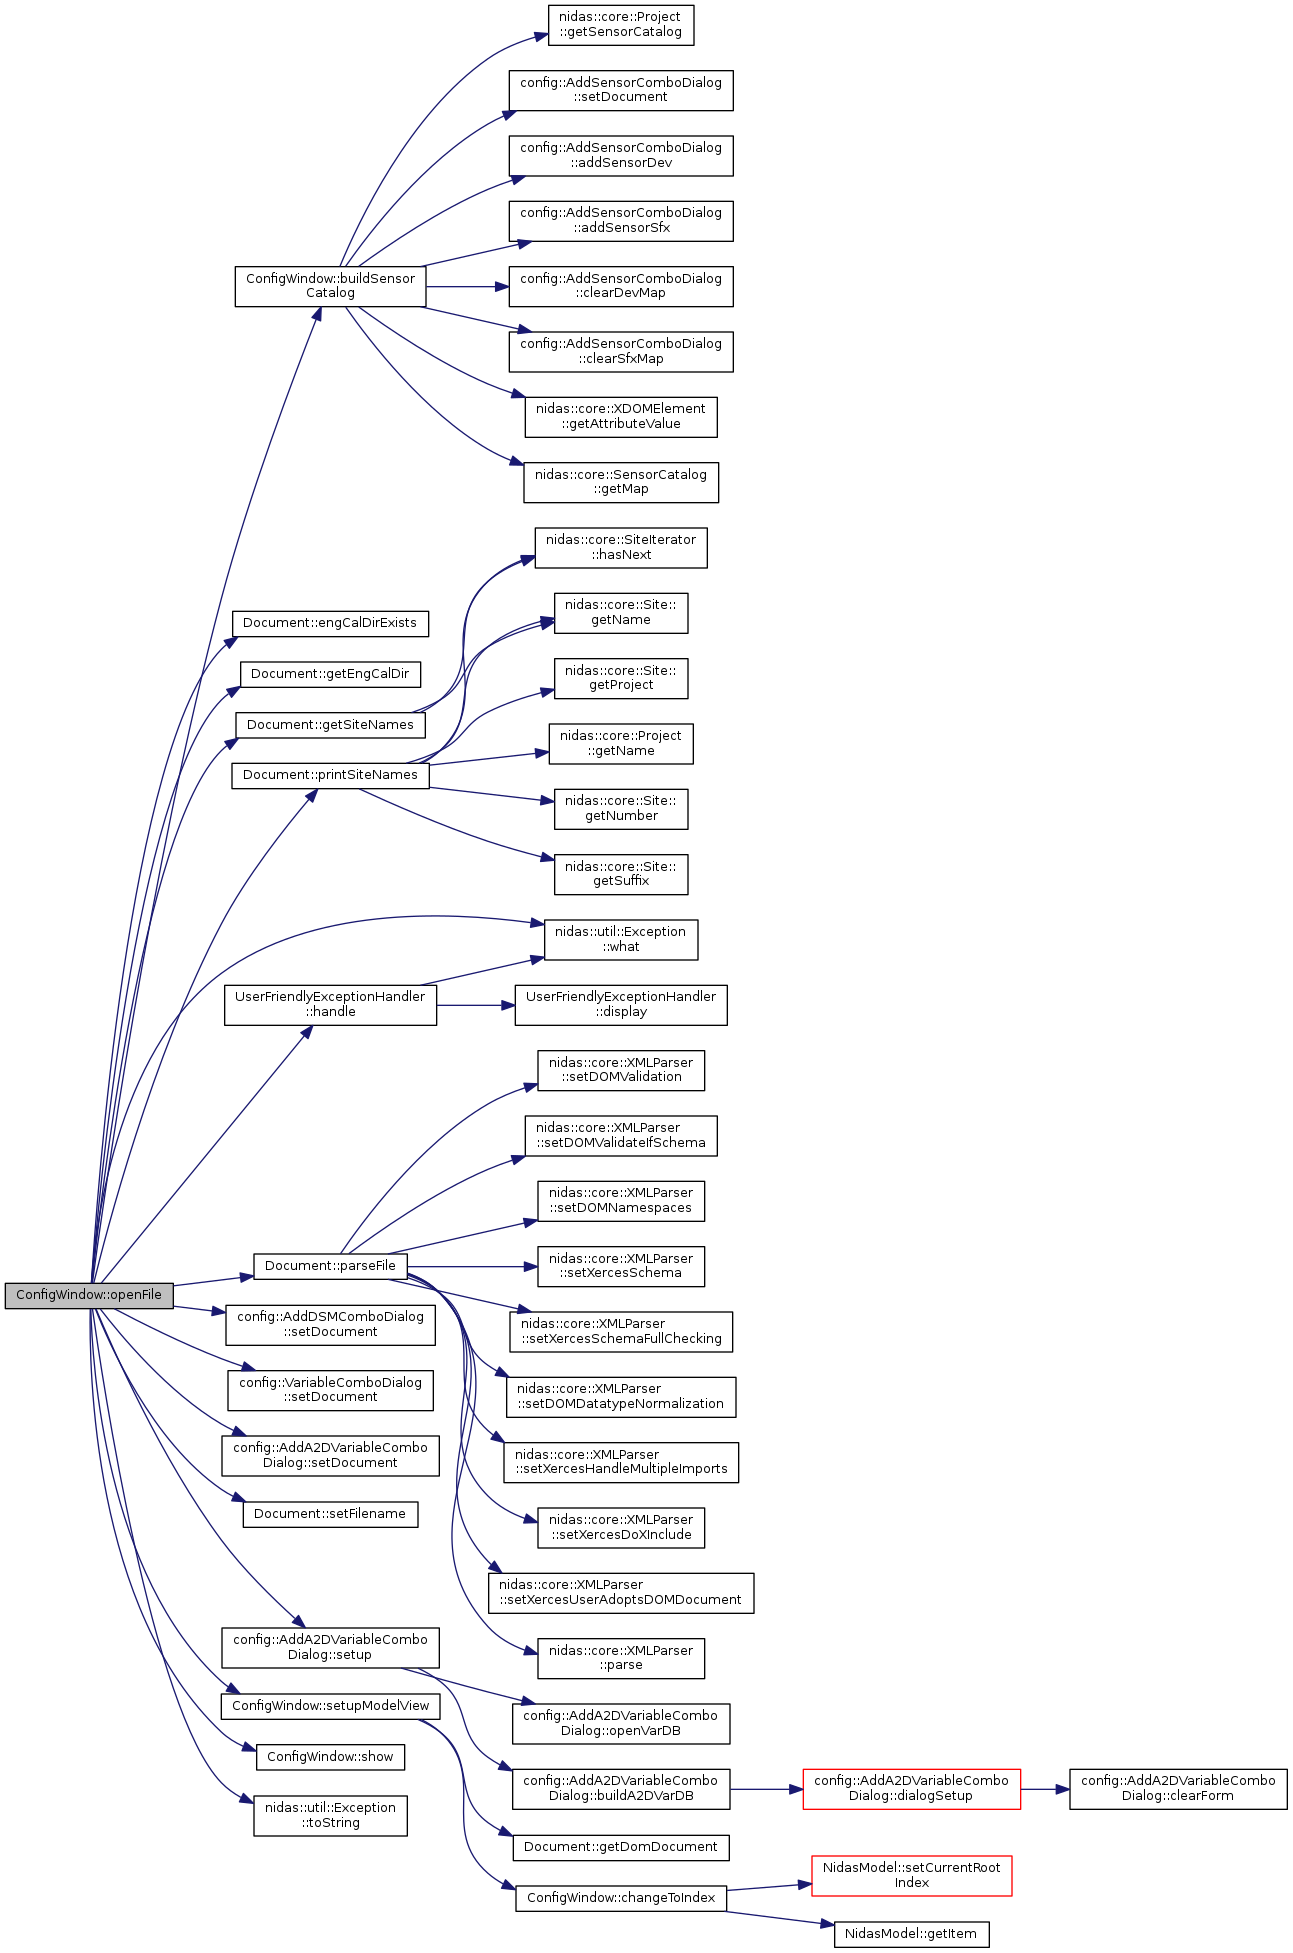 nidas::core::Project
::getSensorCatalog
config::AddSensorComboDialog
::setDocument
config::AddSensorComboDialog
::addSensorDev
config::AddSensorComboDialog
::addSensorSfx
ConfigWindow::buildSensor
Catalog
config::AddSensorComboDialog
::clearDevMap
config::AddSensorComboDialog
::clearSfxMap
nidas::core::XDOMElement
::getAttributeValue
nidas::core::SensorCatalog
::getMap
nidas::core::SiteIterator
::hasNext
Document::engCalDirExists
nidas::core::Site::
getName
Document::getEngCalDir
nidas::core::Site::
getProject
Document::getSiteNames
nidas::core::Project
::getName
Document::printSiteNames
nidas::core::Site::
getNumber
nidas::core::Site::
getSuffix
nidas::util::Exception
::what
UserFriendlyExceptionHandler
::handle
UserFriendlyExceptionHandler
::display
nidas::core::XMLParser
::setDOMValidation
nidas::core::XMLParser
::setDOMValidateIfSchema
nidas::core::XMLParser
::setDOMNamespaces
Document::parseFile
nidas::core::XMLParser
::setXercesSchema
ConfigWindow::openFile
config::AddDSMComboDialog
::setDocument
nidas::core::XMLParser
::setXercesSchemaFullChecking
config::VariableComboDialog
::setDocument
nidas::core::XMLParser
::setDOMDatatypeNormalization
config::AddA2DVariableCombo
Dialog::setDocument
nidas::core::XMLParser
::setXercesHandleMultipleImports
Document::setFilename
nidas::core::XMLParser
::setXercesDoXInclude
nidas::core::XMLParser
::setXercesUserAdoptsDOMDocument
config::AddA2DVariableCombo
Dialog::setup
nidas::core::XMLParser
::parse
ConfigWindow::setupModelView
config::AddA2DVariableCombo
Dialog::openVarDB
ConfigWindow::show
config::AddA2DVariableCombo
Dialog::buildA2DVarDB
config::AddA2DVariableCombo
Dialog::dialogSetup
config::AddA2DVariableCombo
Dialog::clearForm
nidas::util::Exception
::toString
Document::getDomDocument
ConfigWindow::changeToIndex
NidasModel::setCurrentRoot
Index
NidasModel::getItem